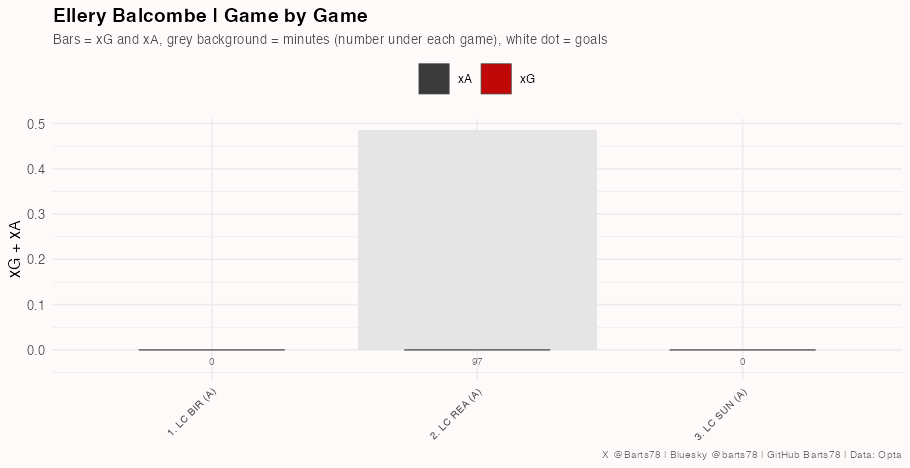 Ellery Balcombe | Game by Game
Bars = xG and xA, grey background = minutes (number under each game), white dot = goals
xA xG
xG + xA
0.5
0.4
0.3
0.2
0.1
0.0
0 97 0
1. LC BIR (A) 2. LC REA (A) 3. LC SUN (A)
X @Barts78 | Bluesky @barts78 | GitHub Barts78 | Data: Opta